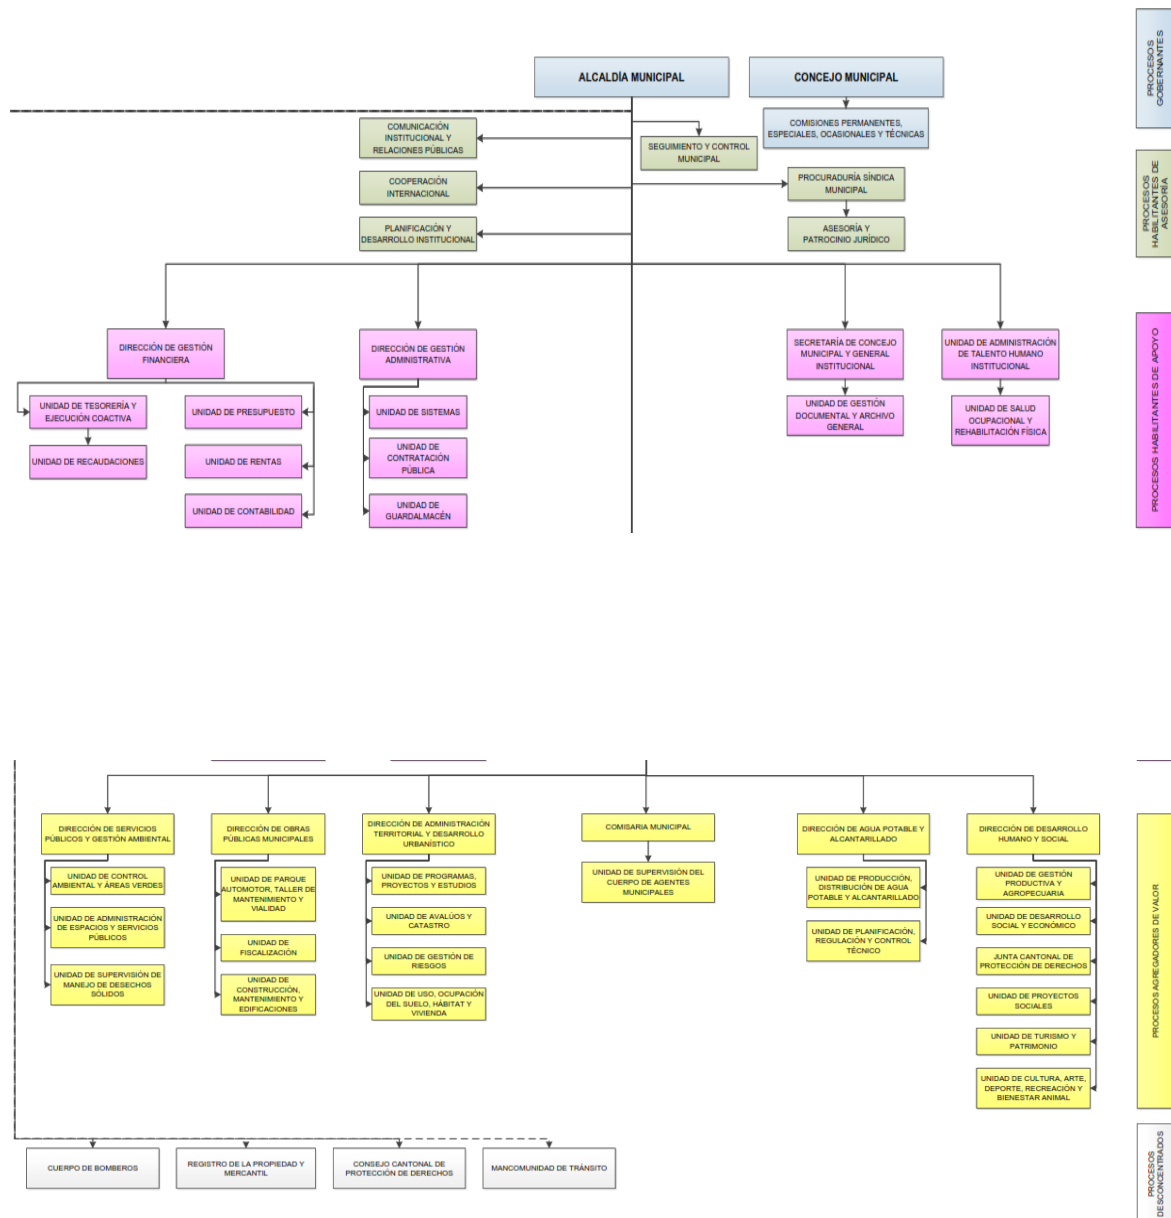 PROCESOS
GOBERNANTES
ALCALDÍA MUNICIPAL
CONCEJO MUNICIPAL
COMUNICACIÓN
INSTITUCIONAL Y
RELACIONES PÚBLICAS
SEGUIMIENTO Y CONTROL
MUNICIPAL
COMISIONES PERMANENTES,
ESPECIALES, OCASIONALES Y TÉCNICAS
PROCESOS
HABILITANTES DE
ASESORÍA
COOPERACIÓN
INTERNACIONAL
PROCURADURÍA SÍNDICA
MUNICIPAL
PLANIFICACIÓN Y
DESARROLLO INSTITUCIONAL
ASESORÍA Y
PATROCINIO JURÍDICO
PROCESOS HABILITANTES DE APOYO
DIRECCIÓN DE GESTIÓN
FINANCIERA
DIRECCIÓN DE GESTIÓN
ADMINISTRATIVA
SECRETARÍA DE CONCEJO
MUNICIPAL Y GENERAL
INSTITUCIONAL
UNIDAD DE ADMINISTRACIÓN
DE TALENTO HUMANO
INSTITUCIONAL
UNIDAD DE TESORERÍA Y
EJECUCIÓN COACTIVA
UNIDAD DE PRESUPUESTO
UNIDAD DE SISTEMAS
UNIDAD DE GESTIÓN
DOCUMENTAL Y ARCHIVO
GENERAL
UNIDAD DE SALUD
OCUPACIONAL Y
REHABILITACIÓN FÍSICA
UNIDAD DE RECAUDACIONES
UNIDAD DE RENTAS
UNIDAD DE
CONTRATACIÓN
PÚBLICA
UNIDAD DE CONTABILIDAD
UNIDAD DE
GUARDALMACÉN
DIRECCIÓN DE SERVICIOS
PÚBLICOS Y GESTIÓN AMBIENTAL
DIRECCIÓN DE OBRAS
PÚBLICAS MUNICIPALES
DIRECCIÓN DE ADMINISTRACIÓN
TERRITORIAL Y DESARROLLO
URBANÍSTICO
COMISARIA MUNICIPAL
DIRECCIÓN DE AGUA POTABLE Y
ALCANTARILLADO
DIRECCIÓN DE DESARROLLO
HUMANO Y SOCIAL
PROCESOS AGREGADORES DE VALOR
UNIDAD DE CONTROL
AMBIENTAL Y ÁREAS VERDES
UNIDAD DE PARQUE
AUTOMOTOR, TALLER DE
MANTENIMIENTO Y
VIALIDAD
UNIDAD DE PROGRAMAS,
PROYECTOS Y ESTUDIOS
UNIDAD DE SUPERVISIÓN DEL
CUERPO DE AGENTES
MUNICIPALES
UNIDAD DE PRODUCCIÓN,
DISTRIBUCIÓN DE AGUA
POTABLE Y ALCANTARILLADO
UNIDAD DE GESTIÓN
PRODUCTIVA Y
AGROPECUARIA
UNIDAD DE ADMINISTRACIÓN
DE ESPACIOS Y SERVICIOS
PÚBLICOS
UNIDAD DE
FISCALIZACIÓN
UNIDAD DE AVALÚOS Y
CATASTRO
UNIDAD DE PLANIFICACIÓN,
REGULACIÓN Y CONTROL
TÉCNICO
UNIDAD DE DESARROLLO
SOCIAL Y ECONÓMICO
UNIDAD DE SUPERVISIÓN DE
MANEJO DE DESECHOS
SÓLIDOS
UNIDAD DE
CONSTRUCCIÓN,
MANTENIMIENTO Y
EDIFICACIONES
UNIDAD DE GESTIÓN DE
RIESGOS
JUNTA CANTONAL DE
PROTECCIÓN DE DERECHOS
UNIDAD DE USO, OCUPACIÓN
DEL SUELO, HÁBITAT Y
VIVIENDA
UNIDAD DE PROYECTOS
SOCIALES
UNIDAD DE TURISMO Y
PATRIMONIO
UNIDAD DE CULTURA, ARTE,
DEPORTE, RECREACIÓN Y
BIENESTAR ANIMAL
CUERPO DE BOMBEROS
REGISTRO DE LA PROPIEDAD Y
MERCANTIL
CONSEJO CANTONAL DE
PROTECCIÓN DE DERECHOS
MANCOMUNIDAD DE TRÁNSITO
PROCESOS
DESCONCENTRADOS